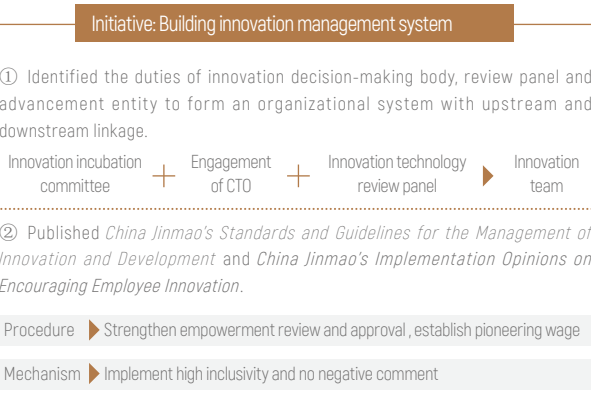 Initiative: Building innovation management system
① Identified the duties of innovation decision-making body, review panel and
advancement entity to form an organizational system with upstream and
downstream linkage.
Innovation incubation committee + Engagement of CTO + Innovation technology review panel ▶ Innovation team
② Published China Jinmao's Standards and Guidelines for the Management of
Innovation and Development and China Jinmao's Implementation Opinions on
Encouraging Employee Innovation.
Procedure ▶ Strengthen empowerment review and approval , establish pioneering wage
Mechanism ▶ Implement high inclusivity and no negative comment